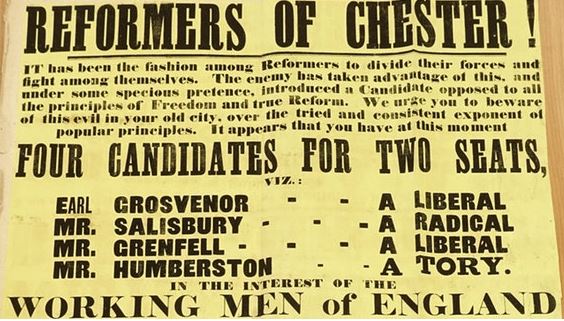 REFORMERS OF CHESTER!
IT has been the fashion among Reformers to divide their forces and
fight among themselves. The enemy has taken advantage of this, and
under some specious pretence, introduced a Candidate opposed to all
the principles of Freedom and true Reform. We urge you to beware
of this evil in your old city, over the tried and consistent exponent of
popular principles. It appears that you have at this moment
FOUR CANDIDATES FOR TWO SEATS,
VIZ.:
EARL GROSVENOR - - - A LIBERAL
MR. SALISBURY - - - - A RADICAL
MR. GRENFELL - - - - A LIBERAL
MR. HUMBERSTON - - A TORY.
IN THE INTEREST OF THE
WORKING MEN of ENGLAND